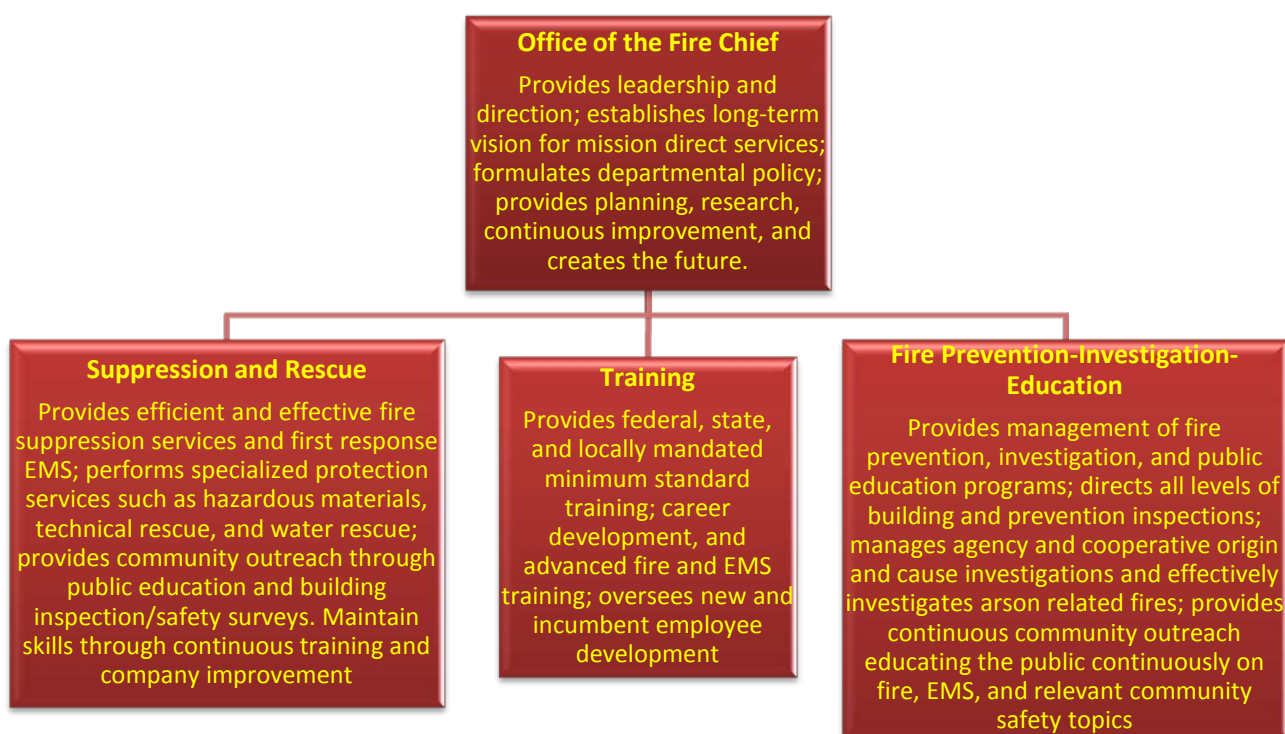 Office of the Fire Chief
Provides leadership and
direction; establishes long-term
vision for mission direct services;
formulates departmental policy;
provides planning, research,
continuous improvement, and
creates the future.
Suppression and Rescue
Provides efficient and effective fire
suppression services and first response
EMS; performs specialized protection
services such as hazardous materials,
technical rescue, and water rescue;
provides community outreach through
public education and building
inspection/safety surveys. Maintain
skills through continuous training and
company improvement
Training
Provides federal, state,
and locally mandated
minimum standard
training; career
development, and
advanced fire and EMS
training; oversees new and
incumbent employee
development
Fire Prevention-Investigation-
Education
Provides management of fire
prevention, investigation, and public
education programs; directs all levels of
building and prevention inspections;
manages agency and cooperative origin
and cause investigations and effectively
investigates arson related fires; provides
continuous community outreach
educating the public continuously on
fire, EMS, and relevant community
safety topics